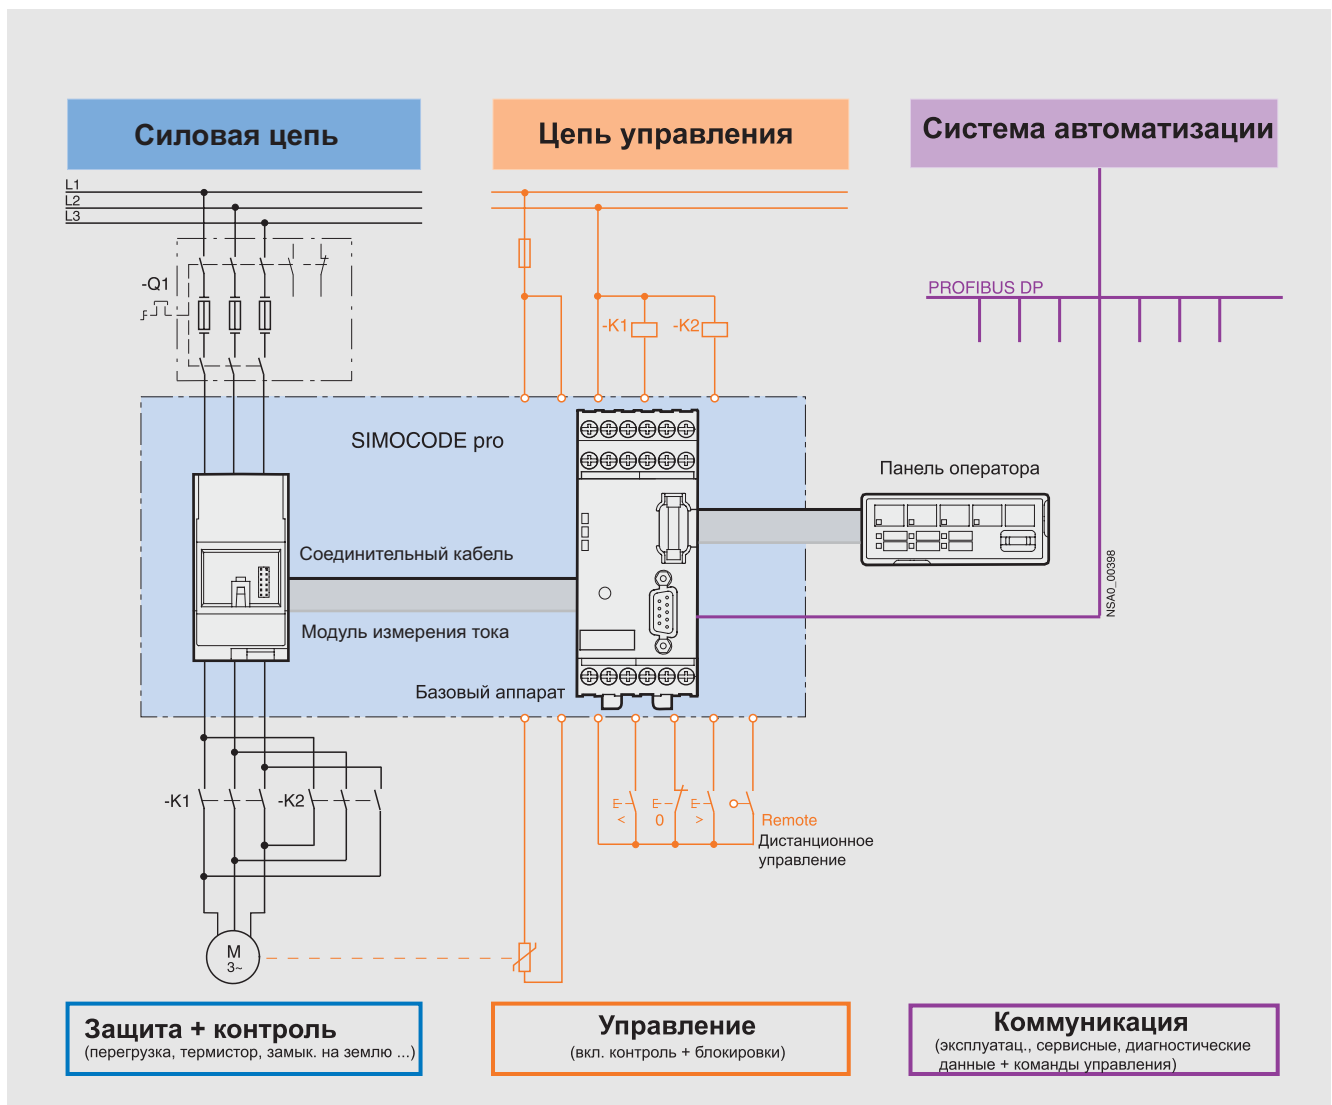 Силовая цепь
Цепь управления
Система автоматизации
L1
L2
L3
-Q1
PROFIBUS DP
-K1
-K2
SIMOCODE pro
Панель оператора
Соединительный кабель
Модуль измерения тока
Базовый аппарат
NSA0_00398
-K1
-K2
E
<
E
0
E
>
Remote
Дистанционное
управление
M
3~
Защита + контроль
(перегрузка, термистор, замык. на землю ...)
Управление
(вкл. контроль + блокировки)
Коммуникация
(эксплуатац., сервисные, диагностические
данные + команды управления)